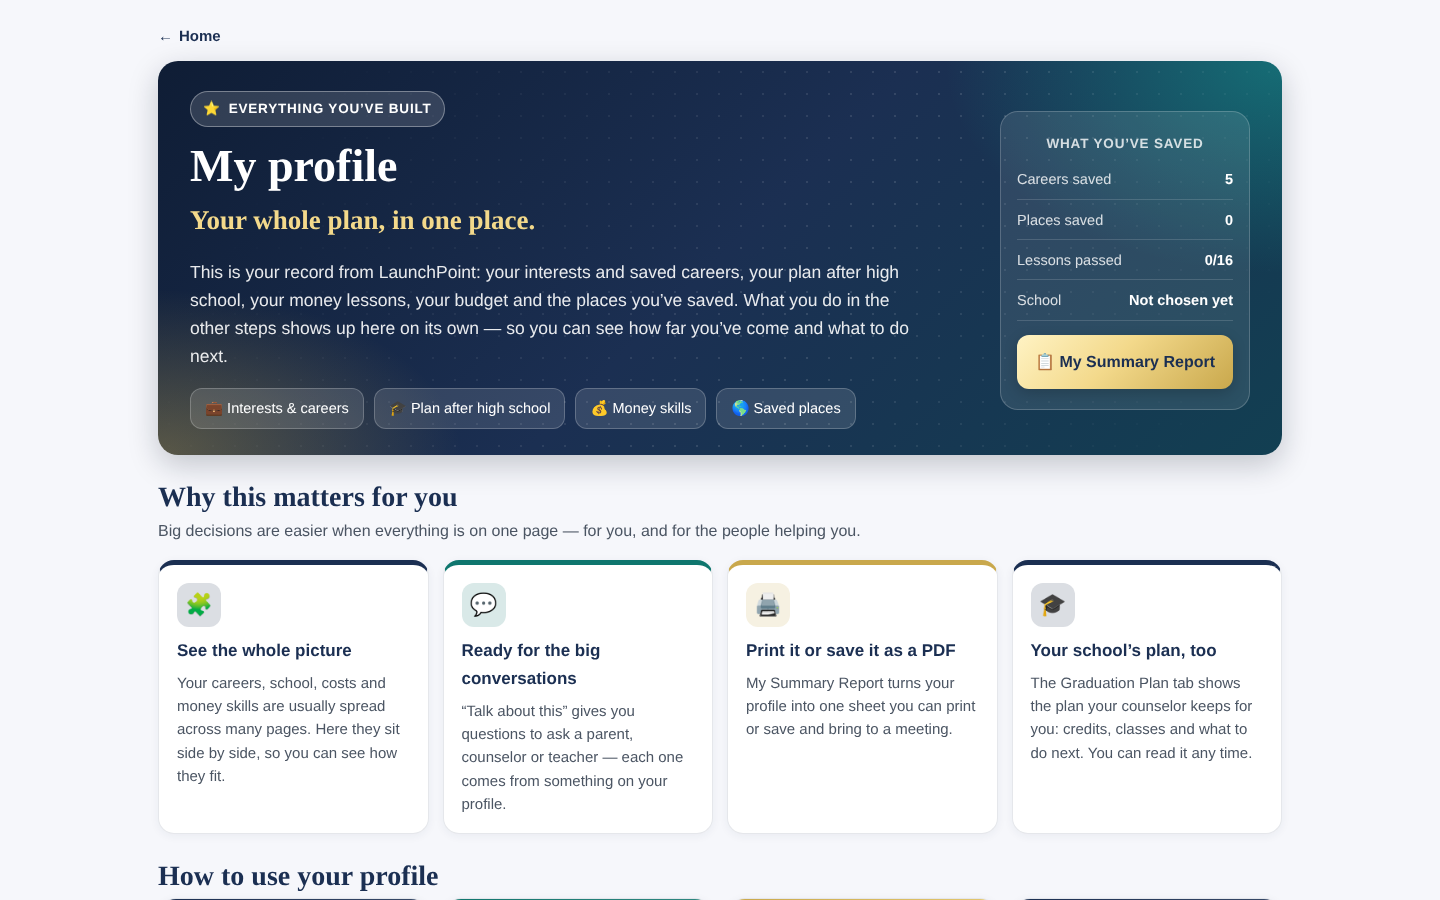 ← Home
⭐ EVERYTHING YOU’VE BUILT
My profile
Your whole plan, in one place.
This is your record from LaunchPoint: your interests and saved careers, your plan after high
school, your money lessons, your budget and the places you’ve saved. What you do in the
other steps shows up here on its own — so you can see how far you’ve come and what to do
next.
💼 Interests & careers
🎓 Plan after high school
💰 Money skills
🌎 Saved places
WHAT YOU’VE SAVED
Careers saved 5
Places saved 0
Lessons passed 0/16
School Not chosen yet
📋 My Summary Report
Why this matters for you
Big decisions are easier when everything is on one page — for you, and for the people helping you.
See the whole picture
Your careers, school, costs and
money skills are usually spread
across many pages. Here they sit
side by side, so you can see how
they fit.
Ready for the big
conversations
“Talk about this” gives you
questions to ask a parent,
counselor or teacher — each one
comes from something on your
profile.
Print it or save it as a PDF
My Summary Report turns your
profile into one sheet you can print
or save and bring to a meeting.
Your school’s plan, too
The Graduation Plan tab shows
the plan your counselor keeps for
you: credits, classes and what to
do next. You can read it any time.
How to use your profile